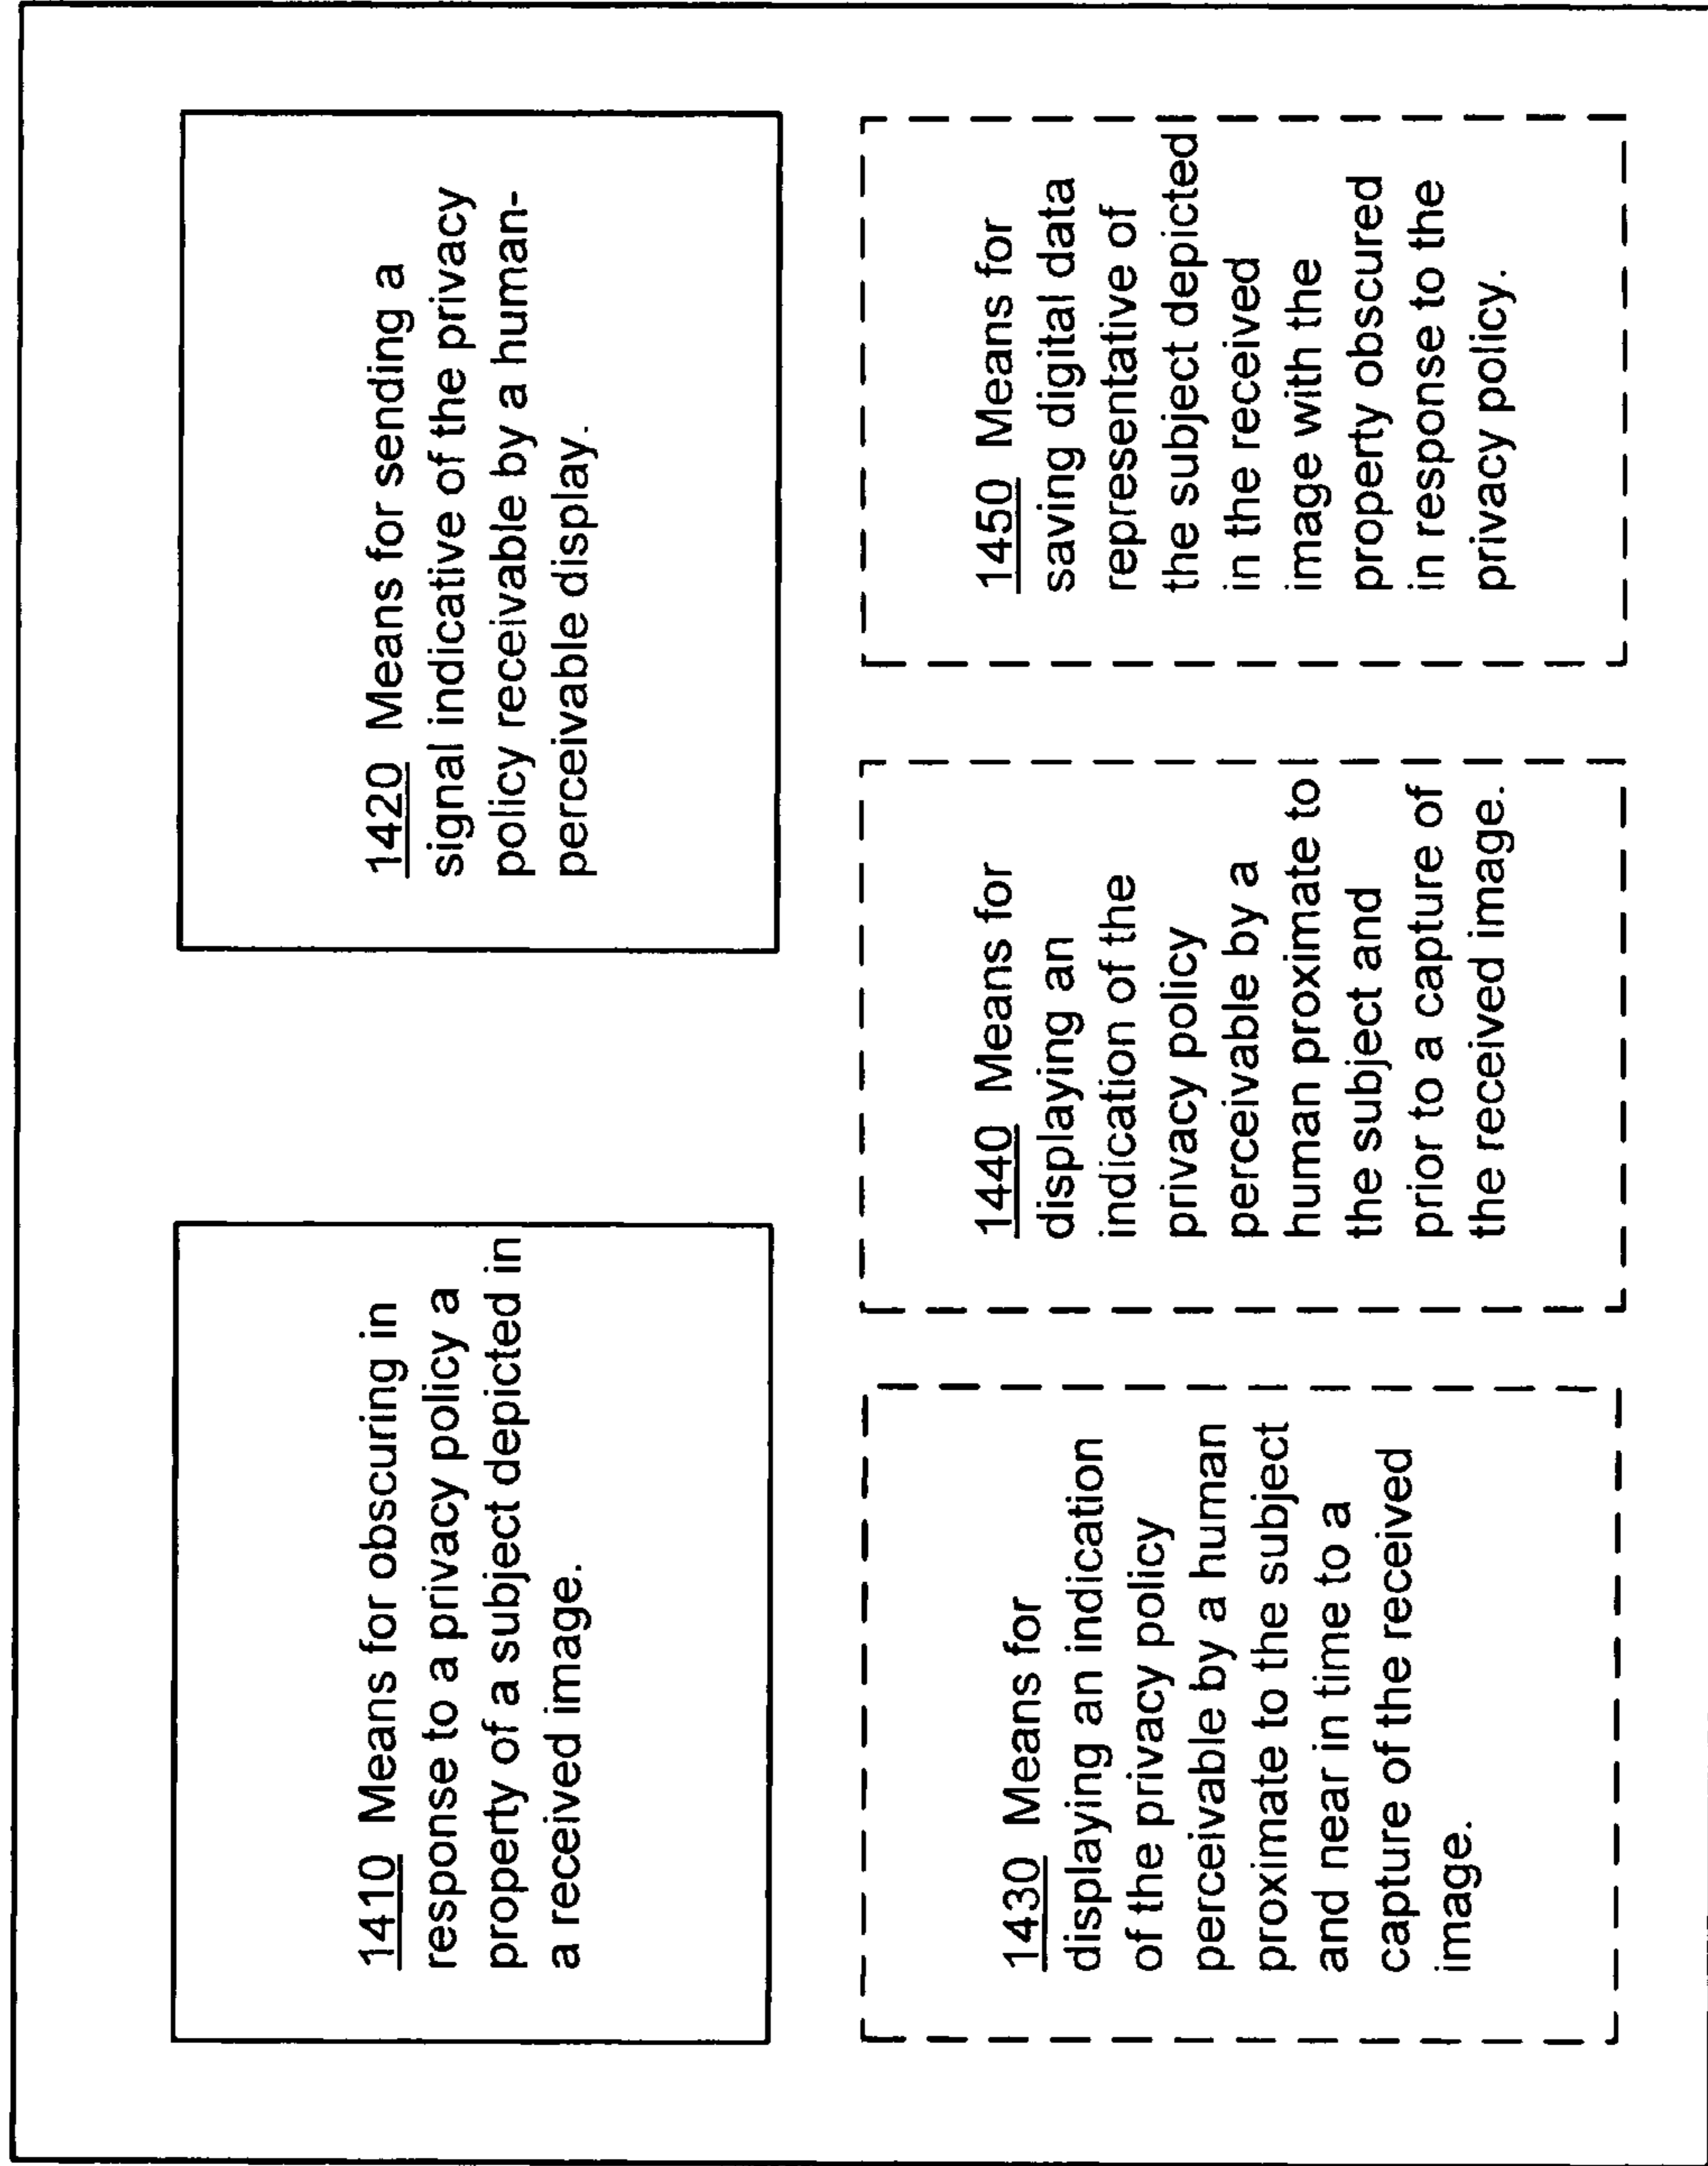 1410 Means for obscuring in
response to a privacy policy a
property of a subject depicted in
a received image.
1420 Means for sending a
signal indicative of the privacy
policy receivable by a human-
perceivable display.
1430 Means for
displaying an indication
of the privacy policy
perceivable by a human
proximate to the subject
and near in time to a
capture of the received
image.
1440 Means for
displaying an
indication of the
privacy policy
perceivable by a
human proximate to
the subject and
prior to a capture of
the received image.
1450 Means for
saving digital data
representative of
the subject depicted
in the received
image with the
property obscured
in response to the
privacy policy.